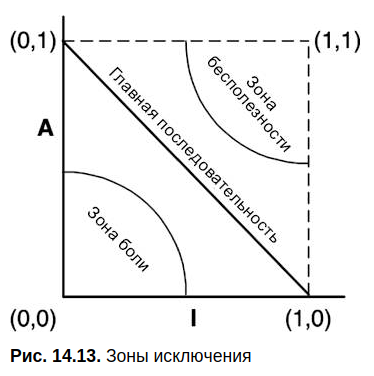 (0,1)
(1,1)
Зона
бесполезности
Главная последовательность
A
Зона боли
(0,0)
I
(1,0)
Рис. 14.13. Зоны исключения